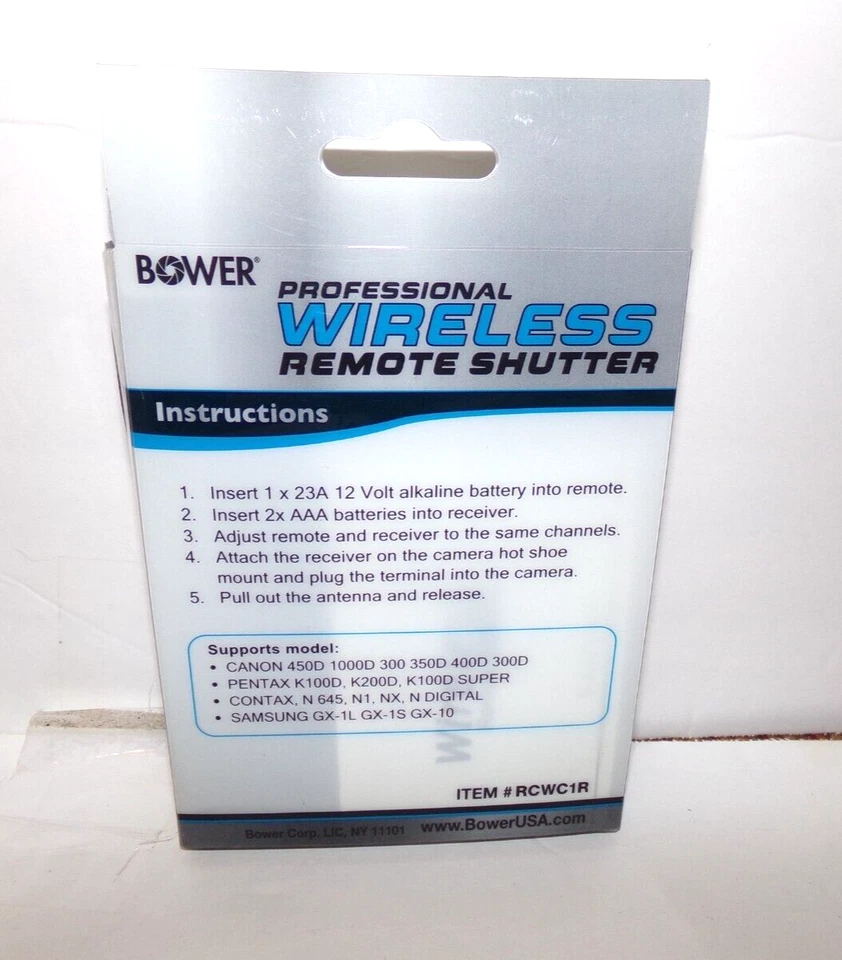 BOWER®
PROFESSIONAL
WIRELESS
REMOTE SHUTTER
Instructions
1. Insert 1 x 23A 12 Volt alkaline battery into remote.
2. Insert 2x AAA batteries into receiver.
3. Adjust remote and receiver to the same channels.
4. Attach the receiver on the camera hot shoe
mount and plug the terminal into the camera.
5. Pull out the antenna and release.
Supports model:
• CANON 450D 1000D 300 350D 400D 300D
• PENTAX K100D, K200D, K100D SUPER
• CONTAX, N 645, N1, NX, N DIGITAL
• SAMSUNG GX-1L GX-1S GX-10
ITEM # RCWC1R
Bower Corp. LIC, NY 11101 www.BowerUSA.com